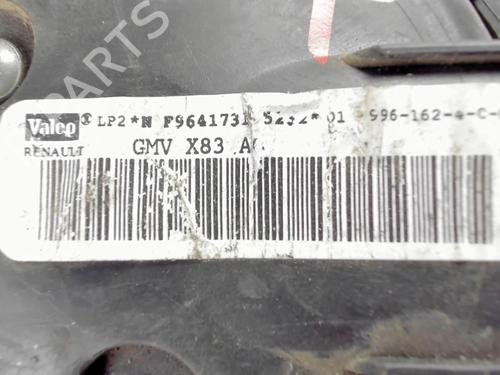 PARTS
Valeo ® LP2 *N F9641731 5232* 01 996-162-4-C-
RENAULT GMV X83 A